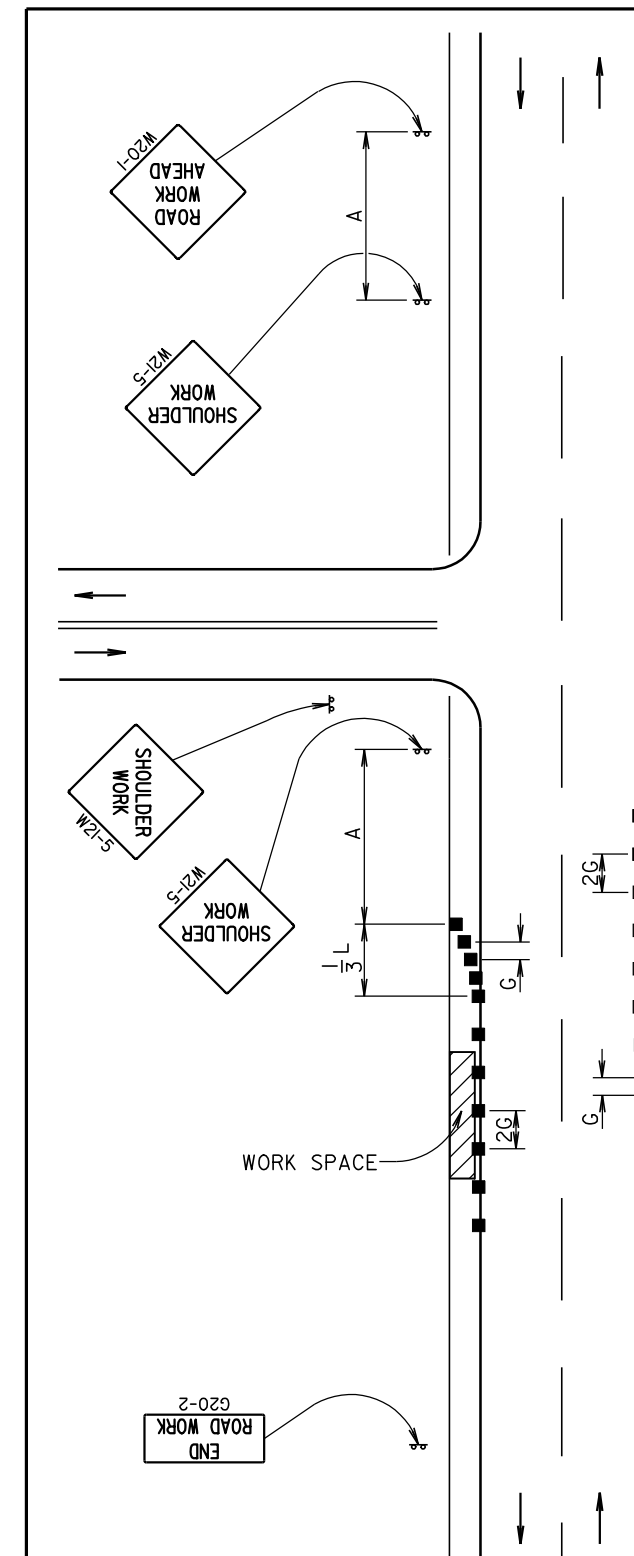 W20-1
ROAD
WORK
AHEAD
A
W21-5
SHOULDER
WORK
SHOULDER
WORK
W21-5
A
W21-5
SHOULDER
WORK
1
3
L
G
2G
G
2G
WORK SPACE
G20-2
END
ROAD WORK